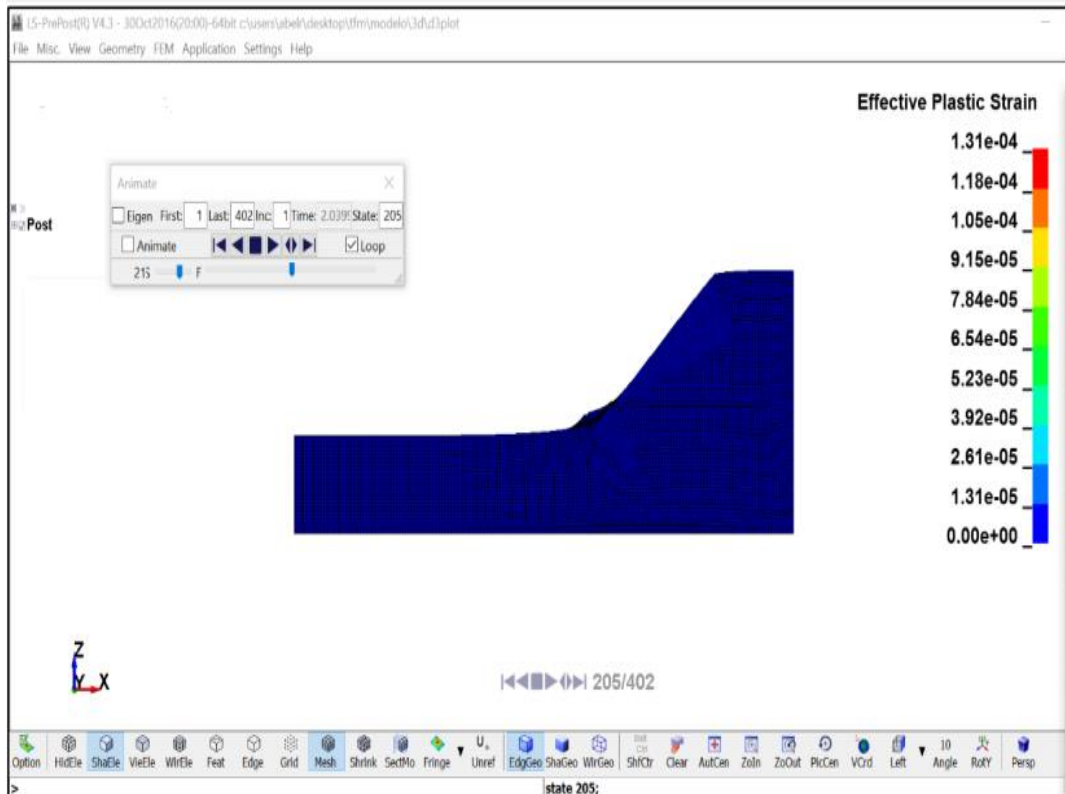 LS-PrePost(R) V4.3 - 30Oct2016(20:00)-64bit c:\users\abelr\desktop\tfm\modelo\3d\d3plot
File Misc. View Geometry FEM Application Settings Help
Effective Plastic Strain
1.31e-04
1.18e-04
1.05e-04
9.15e-05
7.84e-05
6.54e-05
5.23e-05
3.92e-05
2.61e-05
1.31e-05
0.00e+00
Animate
Eigen First: 1 Last: 402 Inc: 1 Time: 2.0399 State: 205
Animate Loop
215 F
Post
Z
Y X
205/402
Option HidEle ShaEle VieEle WirEle Feat Edge Grid Mesh Shrink SectMo Fringe Unref EdgGeo ShaGeo WirGeo ShfCtr Clear AutCen ZoIn ZoOut PicCen VCrd Left 10 Angle RotY Persp
> state 205;